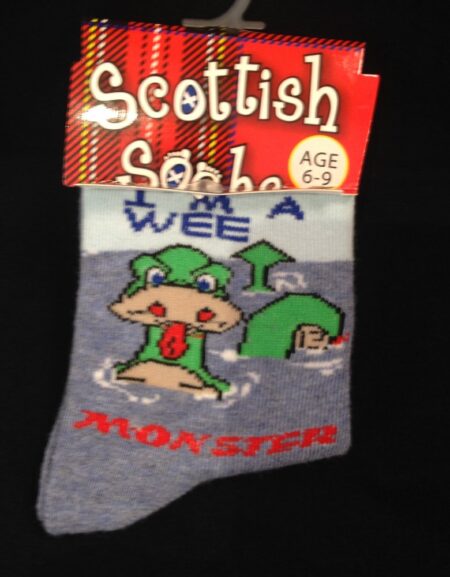 Scottish
AGE
6-9
I'M A
WEE
MONSTER